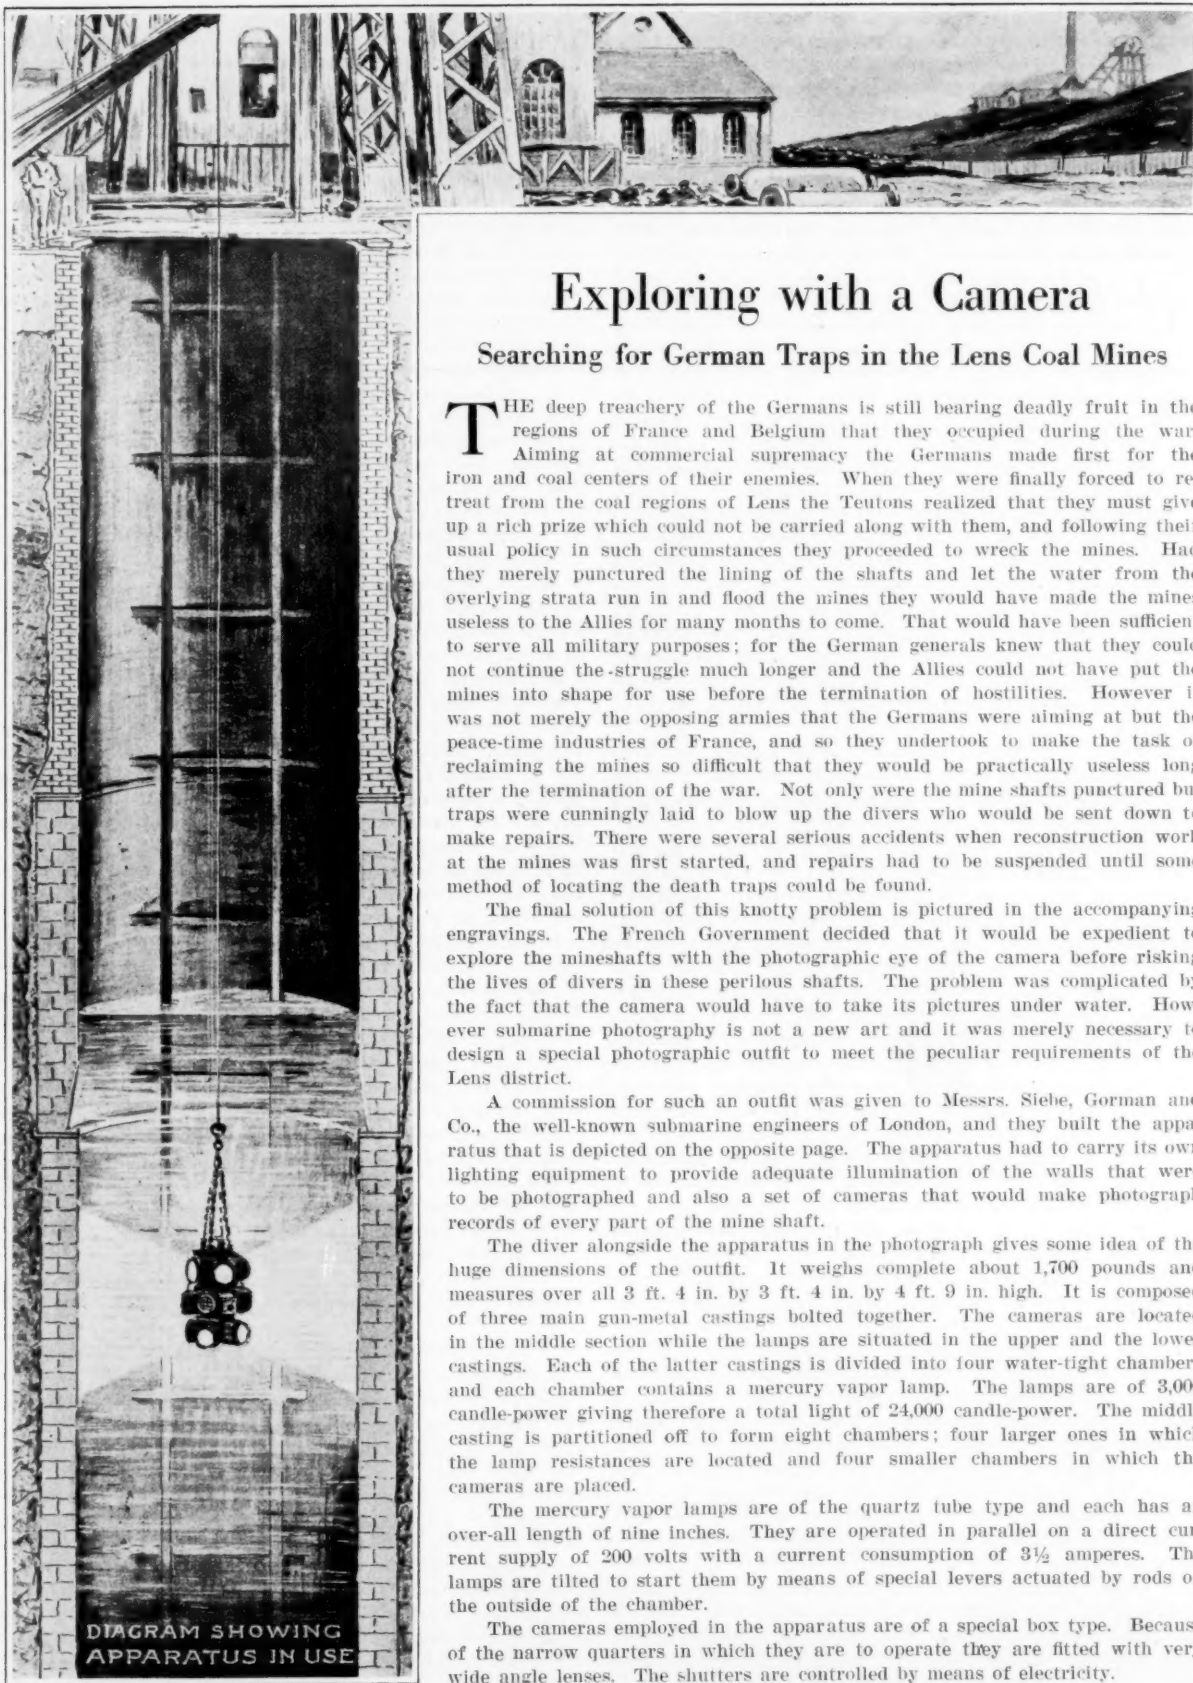 Exploring with a Camera
Searching for German Traps in the Lens Coal Mines
THE deep treachery of the Germans is still bearing deadly fruit in the
regions of France and Belgium that they occupied during the war
Aiming at commercial supremacy the Germans made first for the
iron and coal centers of their enemies. When they were finally forced to re
treat from the coal regions of Lens the Teutons realized that they must give
up a rich prize which could not be carried along with them, and following their
usual policy in such circumstances they proceeded to wreck the mines. Had
they merely punctured the lining of the shafts and let the water from the
overlying strata run in and flood the mines they would have made the mines
useless to the Allies for many months to come. That would have been sufficient
to serve all military purposes; for the German generals knew that they could
not continue the struggle much longer and the Allies could not have put the
mines into shape for use before the termination of hostilities. However i
was not merely the opposing armies that the Germans were aiming at but the
peace-time industries of France, and so they undertook to make the task o
reclaiming the mines so difficult that they would be practically useless long
after the termination of the war. Not only were the mine shafts punctured but
traps were cunningly laid to blow up the divers who would be sent down to
make repairs. There were several serious accidents when reconstruction work
at the mines was first started, and repairs had to be suspended until some
method of locating the death traps could be found.
The final solution of this knotty problem is pictured in the accompanying
engravings. The French Government decided that it would be expedient to
explore the mineshafts with the photographic eye of the camera before risking
the lives of divers in these perilous shafts. The problem was complicated by
the fact that the camera would have to take its pictures under water. How
ever submarine photography is not a new art and it was merely necessary to
design a special photographic outfit to meet the peculiar requirements of the
Lens district.
A commission for such an outfit was given to Messrs. Siebe, Gorman and
Co., the well-known submarine engineers of London, and they built the appa
ratus that is depicted on the opposite page. The apparatus had to carry its own
lighting equipment to provide adequate illumination of the walls that wer
to be photographed and also a set of cameras that would make photograph
records of every part of the mine shaft.
The diver alongside the apparatus in the photograph gives some idea of th
huge dimensions of the outfit. It weighs complete about 1,700 pounds and
measures over all 3 ft. 4 in. by 3 ft. 4 in. by 4 ft. 9 in. high. It is compose
of three main gun-metal castings bolted together. The cameras are locate
in the middle section while the lamps are situated in the upper and the lowe
castings. Each of the latter castings is divided into four water-tight chamber
and each chamber contains a mercury vapor lamp. The lamps are of 3,00
candle-power giving therefore a total light of 24,000 candle-power. The middl
casting is partitioned off to form eight chambers; four larger ones in which
the lamp resistances are located and four smaller chambers in which th
cameras are placed.
The mercury vapor lamps are of the quartz tube type and each has a
over-all length of nine inches. They are operated in parallel on a direct cur
rent supply of 200 volts with a current consumption of 3½ amperes. Th
lamps are tilted to start them by means of special levers actuated by rods o
the outside of the chamber.
The cameras employed in the apparatus are of a special box type. Becaus
of the narrow quarters in which they are to operate they are fitted with ver
wide angle lenses. The shutters are controlled by means of electricity.
DIAGRAM SHOWING
APPARATUS IN USE